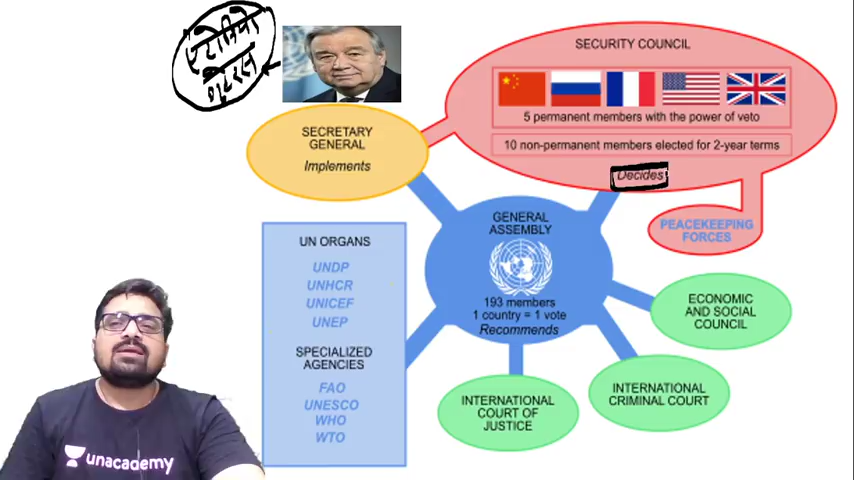 एंटोनियो
गुटेरेस
SECRETARY
GENERAL
Implements
SECURITY COUNCIL
5 permanent members with the power of veto
10 non-permanent members elected for 2-year terms
Decides
PEACEKEEPING
FORCES
GENERAL
ASSEMBLY
193 members
1 country = 1 vote
Recommends
UN ORGANS
UNDP
UNHCR
UNICEF
UNEP
SPECIALIZED
AGENCIES
FAO
UNESCO
WHO
WTO
ECONOMIC
AND SOCIAL
COUNCIL
INTERNATIONAL
CRIMINAL COURT
INTERNATIONAL
COURT OF
JUSTICE
unacademy